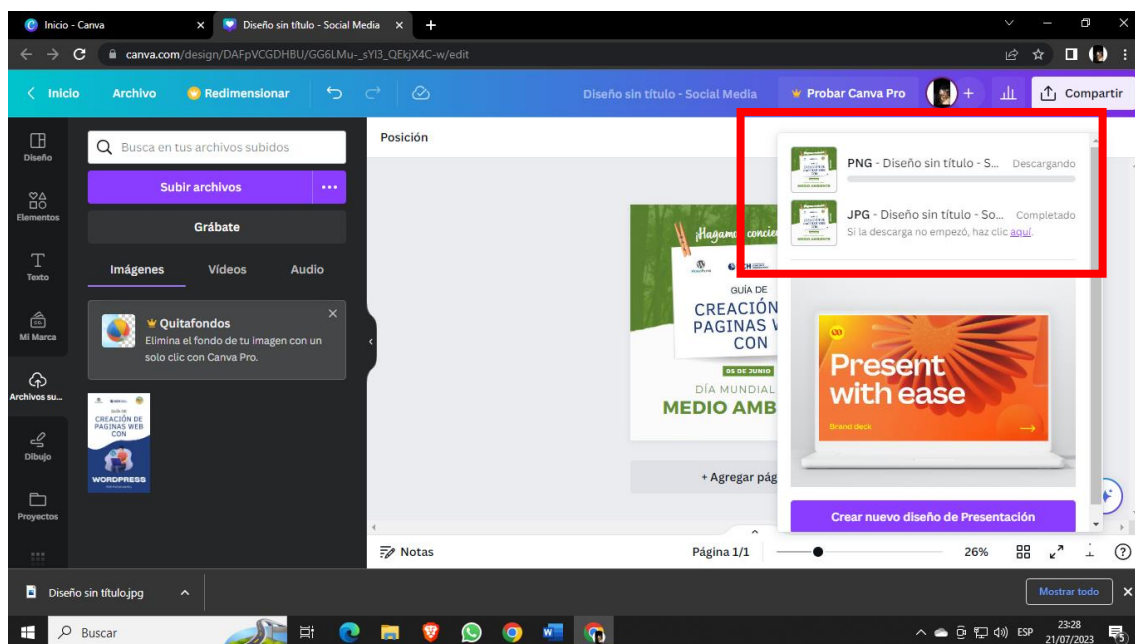 Inicio - Canva
Diseño sin título - Social Media
canva.com/design/DAFpVCGDHBU/GG6LMu-_sYl3_QEkjX4C-w/edit
Inicio
Archivo
Redimensionar
Diseño sin título - Social Media
Probar Canva Pro
Compartir
Diseño
Elementos
Texto
Mi Marca
Archivos su...
Dibujo
Proyectos
Busca en tus archivos subidos
Subir archivos
Grábate
Imágenes
Vídeos
Audio
Quitafondos
Elimina el fondo de tu imagen con un
solo clic con Canva Pro.
GUÍA DE
CREACIÓN DE
PAGINAS WEB
CON
WORDPRESS
Posición
¡Hagamos
GUÍA DE
CREACIÓN
PAGINAS
CON
05 DE JUNIO
DÍA MUNDIAL
MEDIO AMB
+ Agregar pág
PNG - Diseño sin título - S... Descargando
JPG - Diseño sin título - So... Completado
Si la descarga no empezó, haz clic aquí.
Present
with ease
Brand deck
Crear nuevo diseño de Presentación
Notas
Página 1/1
26%
Diseño sin título.jpg
Mostrar todo
Buscar
ESP
23:28
21/07/2023